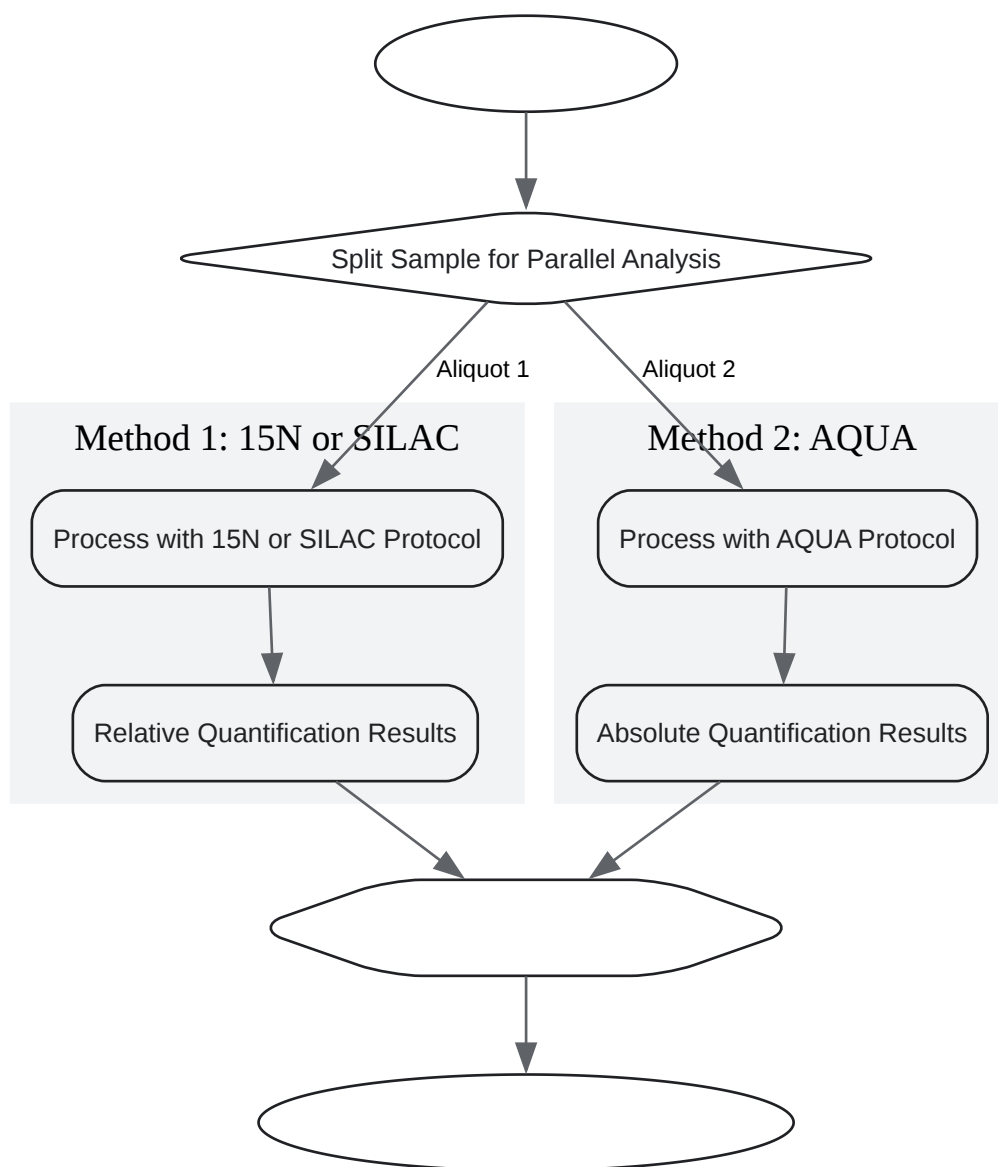 Split Sample for Parallel Analysis
Aliquot 1
Aliquot 2
Method 1: 15N or SILAC
Method 2: AQUA
Process with 15N or SILAC Protocol
Process with AQUA Protocol
Relative Quantification Results
Absolute Quantification Results